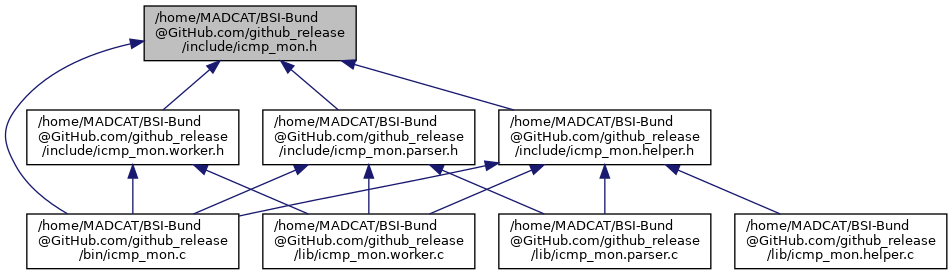 /home/MADCAT/BSI-Bund
@GitHub.com/github_release
/include/icmp_mon.h
/home/MADCAT/BSI-Bund
@GitHub.com/github_release
/include/icmp_mon.worker.h
/home/MADCAT/BSI-Bund
@GitHub.com/github_release
/include/icmp_mon.parser.h
/home/MADCAT/BSI-Bund
@GitHub.com/github_release
/include/icmp_mon.helper.h
/home/MADCAT/BSI-Bund
@GitHub.com/github_release
/bin/icmp_mon.c
/home/MADCAT/BSI-Bund
@GitHub.com/github_release
/lib/icmp_mon.worker.c
/home/MADCAT/BSI-Bund
@GitHub.com/github_release
/lib/icmp_mon.parser.c
/home/MADCAT/BSI-Bund
@GitHub.com/github_release
/lib/icmp_mon.helper.c